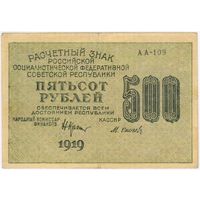 РАСЧЕТНЫЙ ЗНАК
АА-109
РОССИЙСКОЙ
СОЦИАЛИСТИЧЕСКОЙ ФЕДЕРАТИВНОЙ
СОВЕТСКОЙ РЕСПУБЛИКИ
ПЯТЬСОТ
РУБЛЕЙ
500
ОБЕСПЕЧИВАЕТСЯ ВСЕМ
ДОСТОЯНИЕМ РЕСПУБЛИКИ
НАРОДНЫЙ КОМИССАР
ФИНАНСОВ
КАССИР
1919